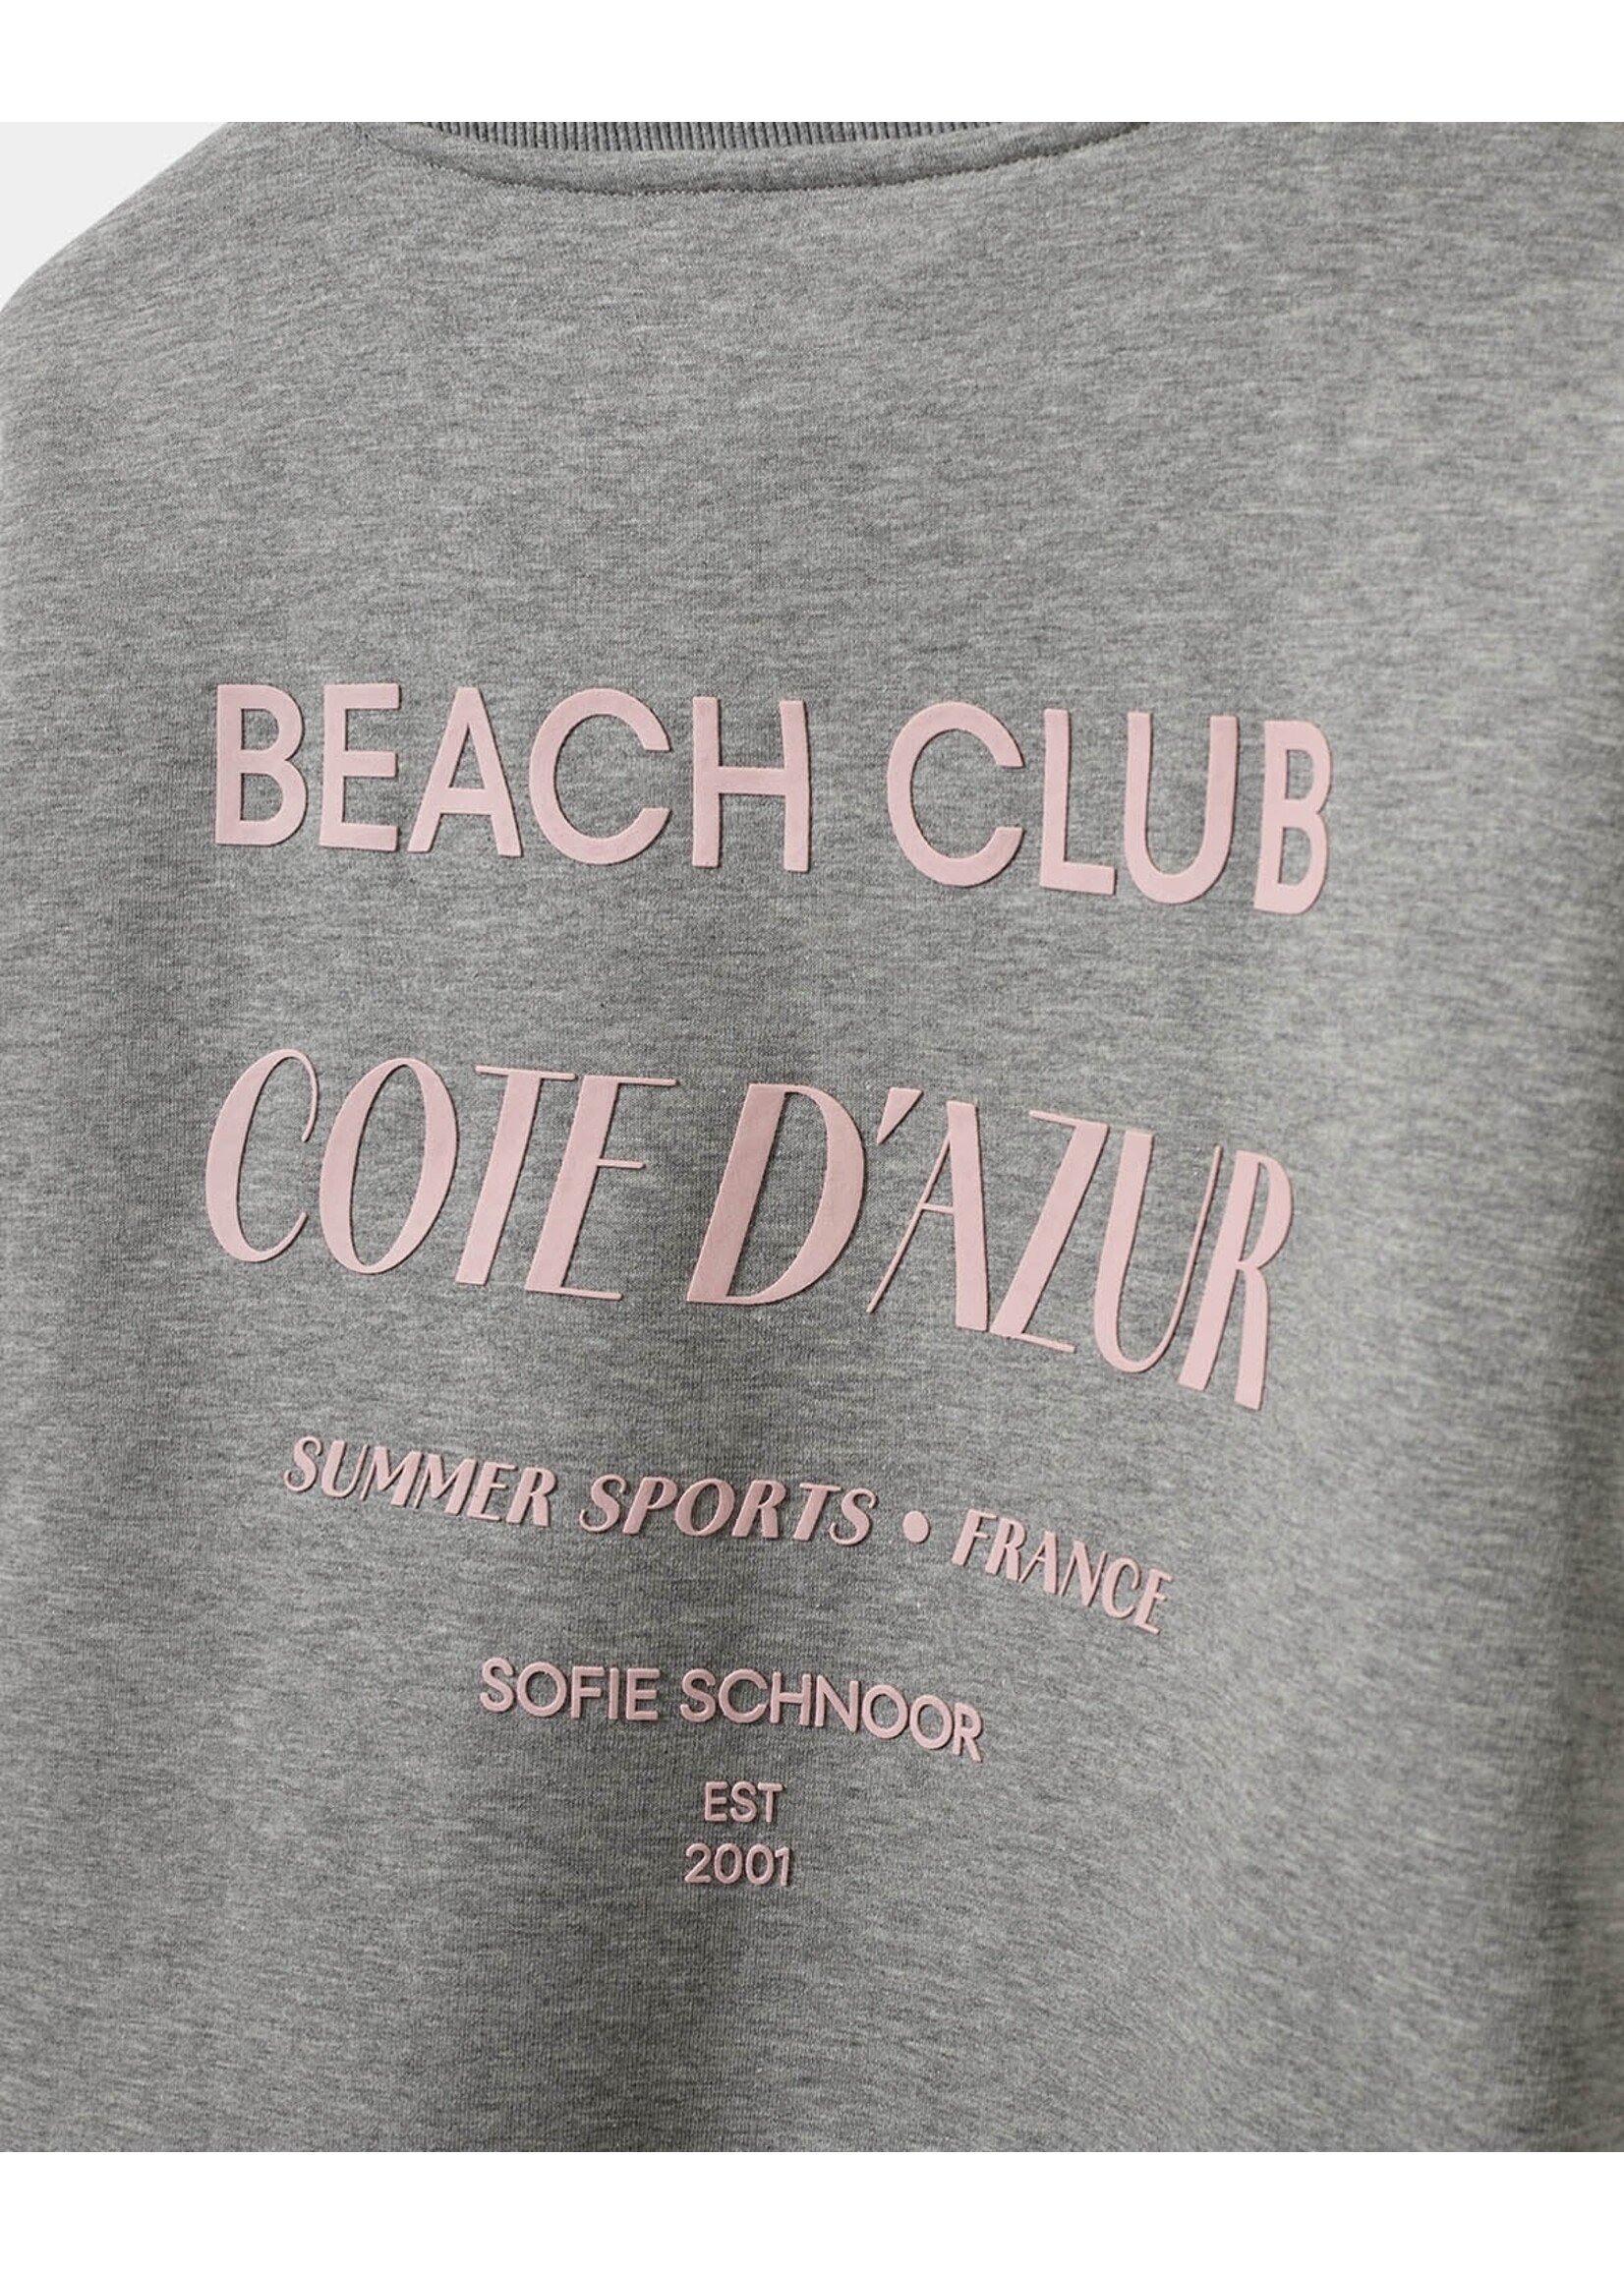 BEACH CLUB
COTE D'AZUR
SUMMER SPORTS • FRANCE
SOFIE SCHNOOR
EST
2001